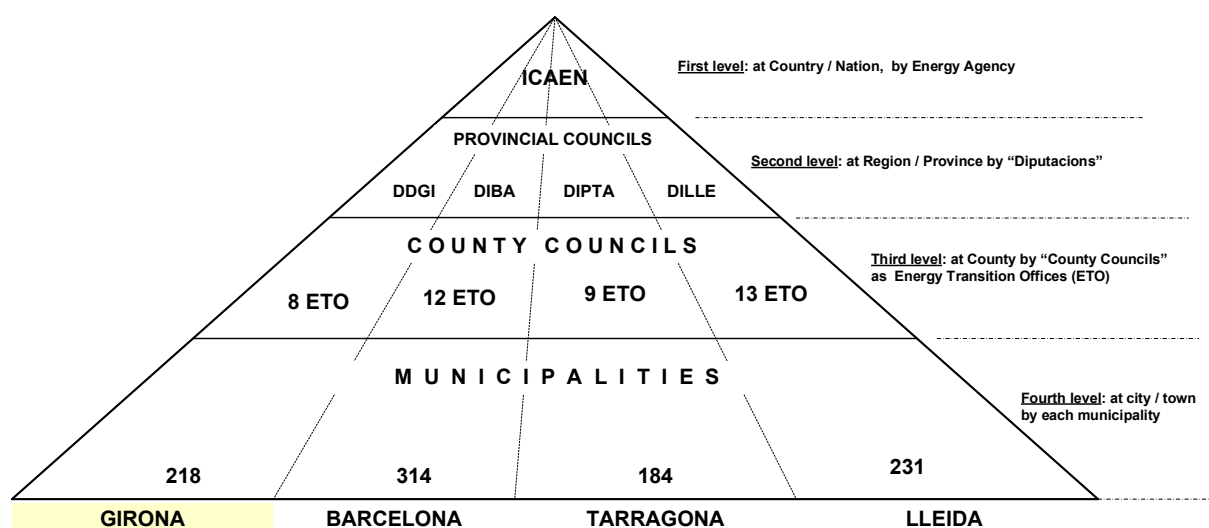 ICAEN
First level: at Country / Nation, by Energy Agency
PROVINCIAL COUNCILS
Second level: at Region / Province by “Diputacions”
DDGI DIBA DIPTA DILLE
COUNTY COUNCILS
Third level: at County by “County Councils”
as Energy Transition Offices (ETO)
8 ETO 12 ETO 9 ETO 13 ETO
MUNICIPALITIES
Fourth level: at city / town
by each municipality
218 314 184 231
GIRONA BARCELONA TARRAGONA LLEIDA